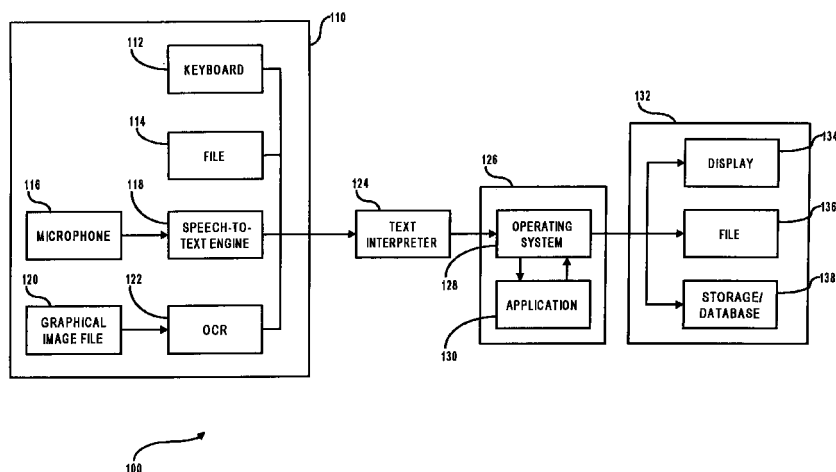 110
112
KEYBOARD
114
FILE
116
MICROPHONE
118
SPEECH-TO-
TEXT ENGINE
120
GRAPHICAL
IMAGE FILE
122
OCR
124
TEXT
INTERPRETER
126
OPERATING
SYSTEM
128
APPLICATION
130
132
DISPLAY
134
FILE
136
STORAGE/
DATABASE
138
100